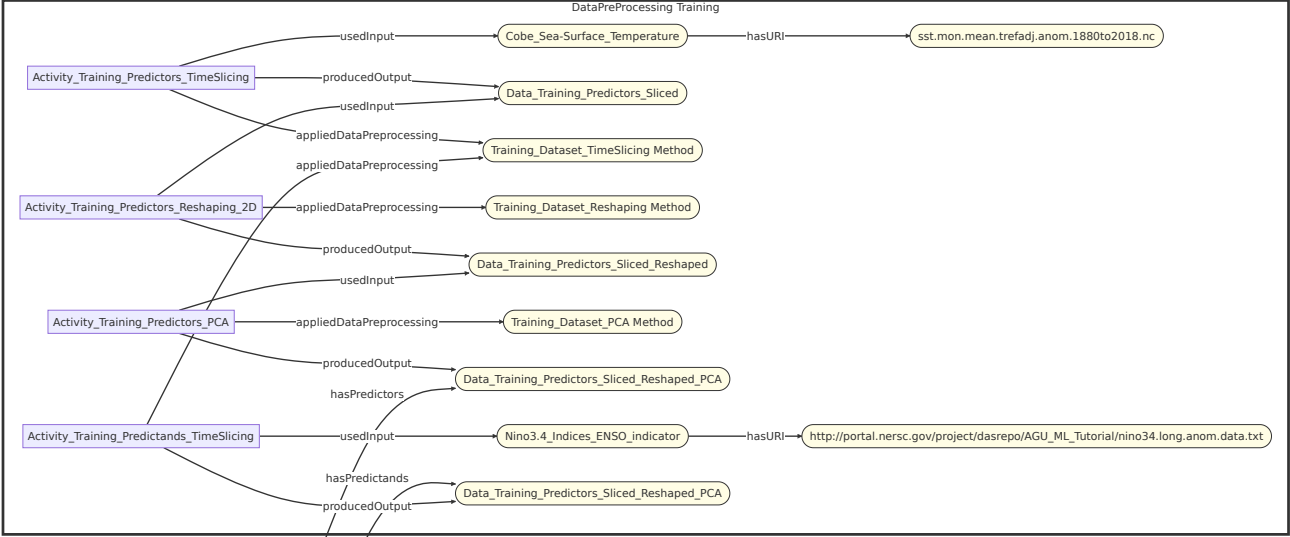 DataPreProcessing Training
usedInput
Cobe_Sea-Surface_Temperature
hasURI
sst.mon.mean.trefadj.anom.1880to2018.nc
Activity_Training_Predictors_TimeSlicing
producedOutput
Data_Training_Predictors_Sliced
usedInput
appliedDataPreprocessing
Training_Dataset_TimeSlicing Method
appliedDataPreprocessing
Activity_Training_Predictors_Reshaping_2D
appliedDataPreprocessing
Training_Dataset_Reshaping Method
producedOutput
Data_Training_Predictors_Sliced_Reshaped
usedInput
Activity_Training_Predictors_PCA
appliedDataPreprocessing
Training_Dataset_PCA Method
producedOutput
Data_Training_Predictors_Sliced_Reshaped_PCA
hasPredictors
Activity_Training_Predictands_TimeSlicing
usedInput
Nino3.4_Indices_ENSO_indicator
hasURI
http://portal.nersc.gov/project/dasrepo/AGU_ML_Tutorial/nino34.long.anom.data.txt
hasPredictands
Data_Training_Predictors_Sliced_Reshaped_PCA
producedOutput